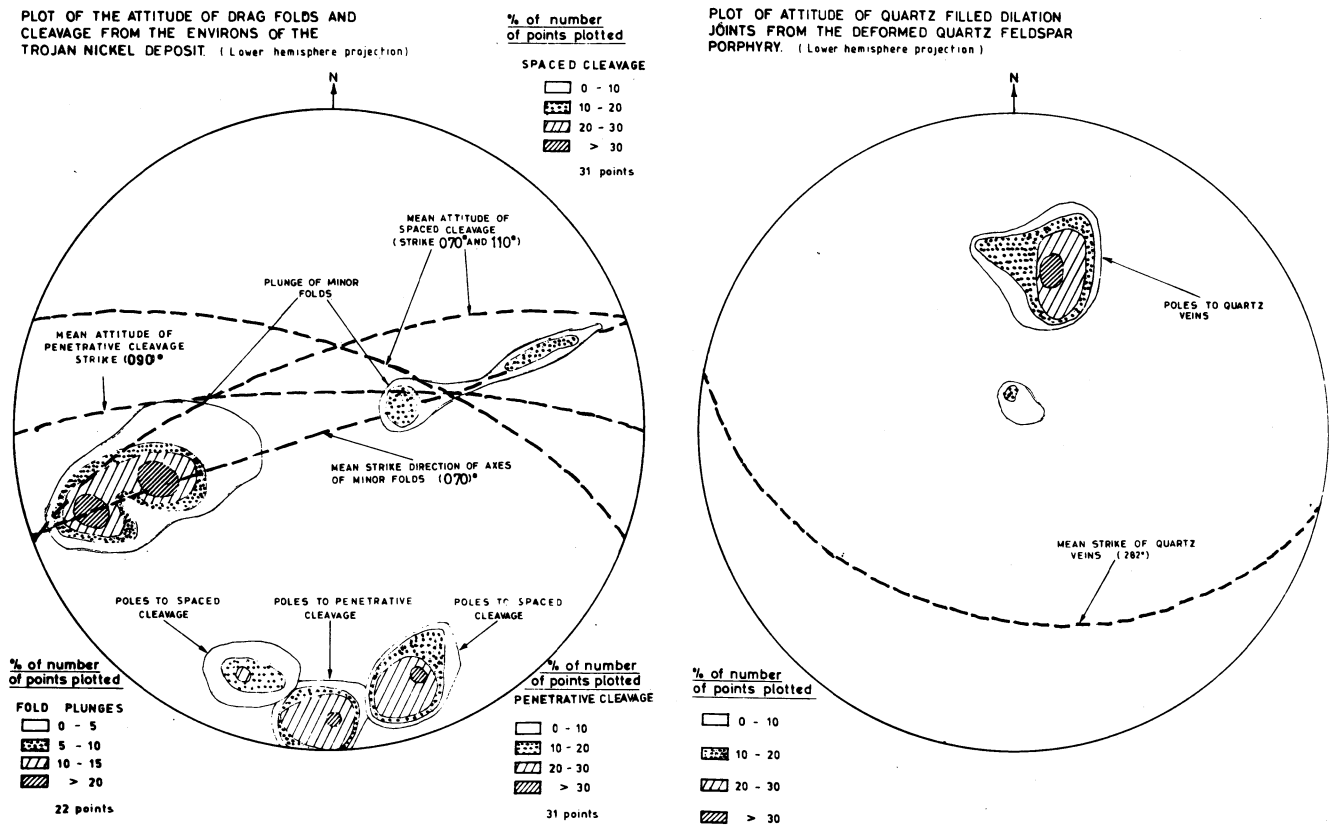 PLOT OF THE ATTITUDE OF DRAG FOLDS AND
CLEAVAGE FROM THE ENVIRONS OF THE
TROJAN NICKEL DEPOSIT. (Lower hemisphere projection)
% of number
of points plotted
SPACED CLEAVAGE
0 - 10
10 - 20
20 - 30
> 30
31 points
N
MEAN ATTITUDE OF
SPACED CLEAVAGE
(STRIKE 070° AND 110°)
PLUNGE OF MINOR
FOLDS
MEAN ATTITUDE OF
PENETRATIVE CLEAVAGE
STRIKE (090)°
MEAN STRIKE DIRECTION OF AXES
OF MINOR FOLDS (070)°
POLES TO SPACED
CLEAVAGE
POLES TO PENETRATIVE
CLEAVAGE
POLES TO SPACED
CLEAVAGE
% of number
of points plotted
FOLD PLUNGES
0 - 5
5 - 10
10 - 15
> 20
22 points
% of number
of points plotted
PENETRATIVE CLEAVAGE
0 - 10
10 - 20
20 - 30
> 30
31 points
PLOT OF ATTITUDE OF QUARTZ FILLED DILATION
JOINTS FROM THE DEFORMED QUARTZ FELDSPAR
PORPHYRY. (Lower hemisphere projection)
N
POLES TO QUARTZ
VEINS
MEAN STRIKE OF QUARTZ
VEINS (282°)
% of number
of points plotted
0 - 10
10 - 20
20 - 30
> 30